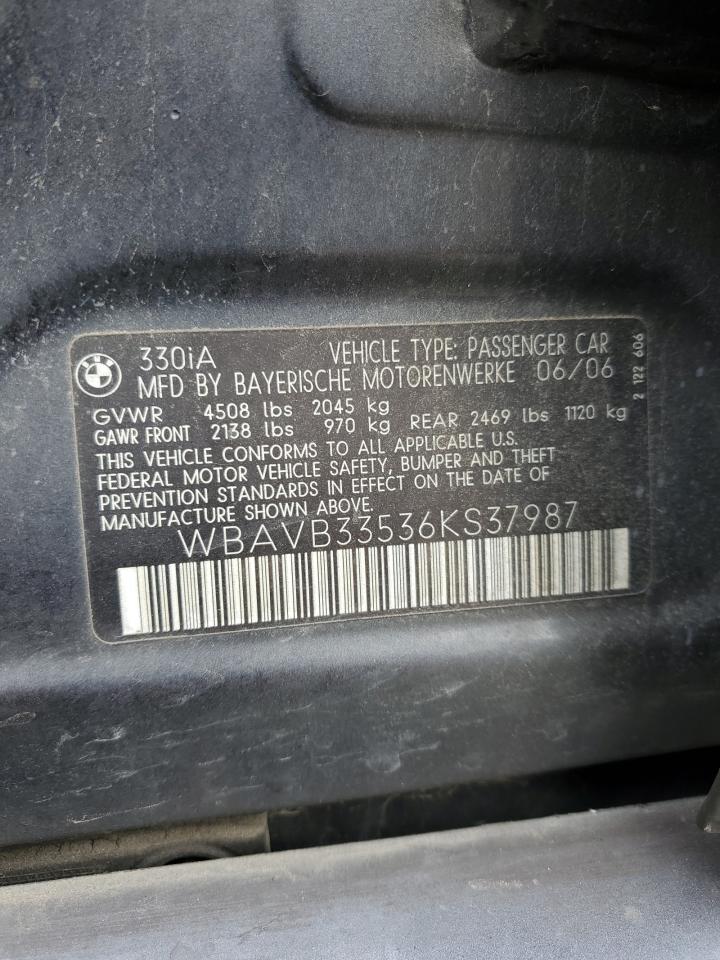 BMW
330iA VEHICLE TYPE: PASSENGER CAR
MFD BY BAYERISCHE MOTORENWERKE 06/06
GVWR 4508 lbs 2045 kg
GAWR FRONT 2138 lbs 970 kg REAR 2469 lbs 1120 kg
THIS VEHICLE CONFORMS TO ALL APPLICABLE U.S.
FEDERAL MOTOR VEHICLE SAFETY, BUMPER AND THEFT
PREVENTION STANDARDS IN EFFECT ON THE DATE OF
MANUFACTURE SHOWN ABOVE.
WBAVB33536KS37987
2 122 606